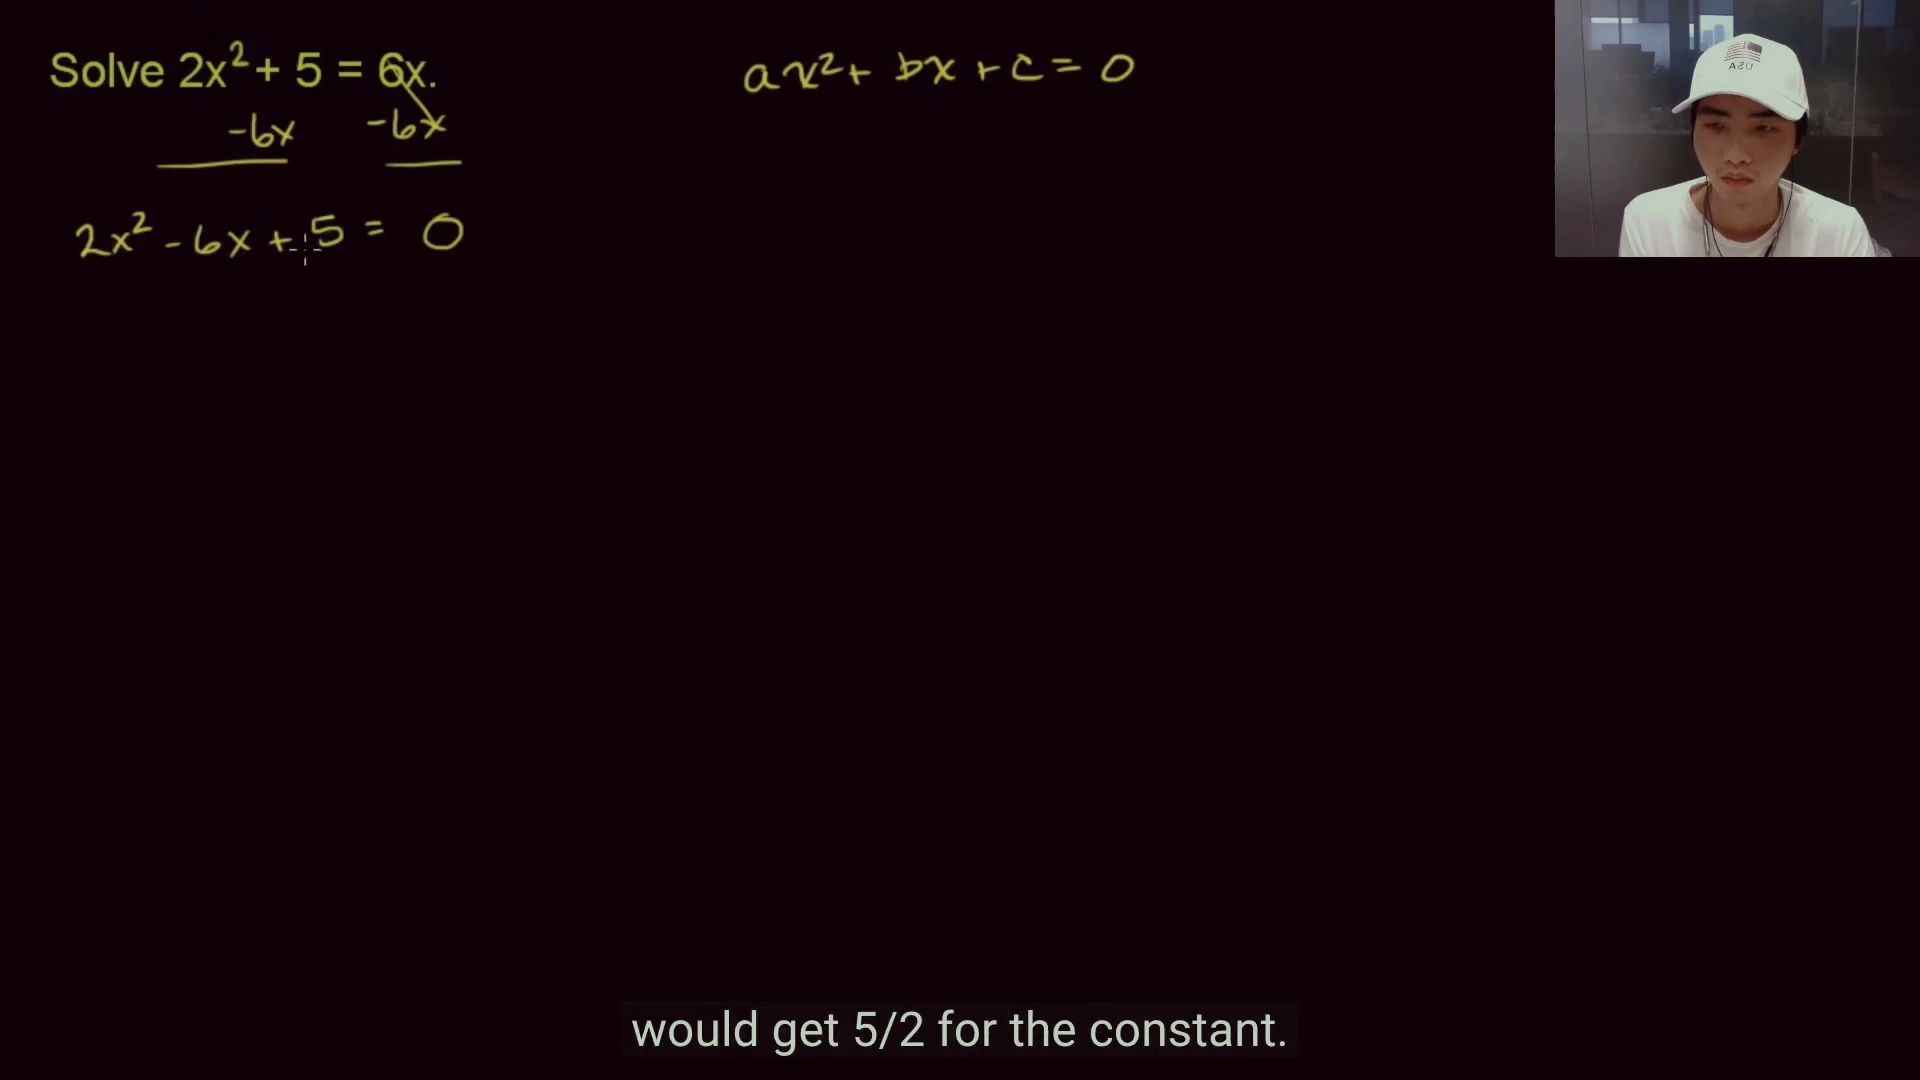 Solve 2x² + 5 = 6x.
-6x -6x
2x² - 6x + 5 = 0
ax² + bx + c = 0
USA
would get 5/2 for the constant.